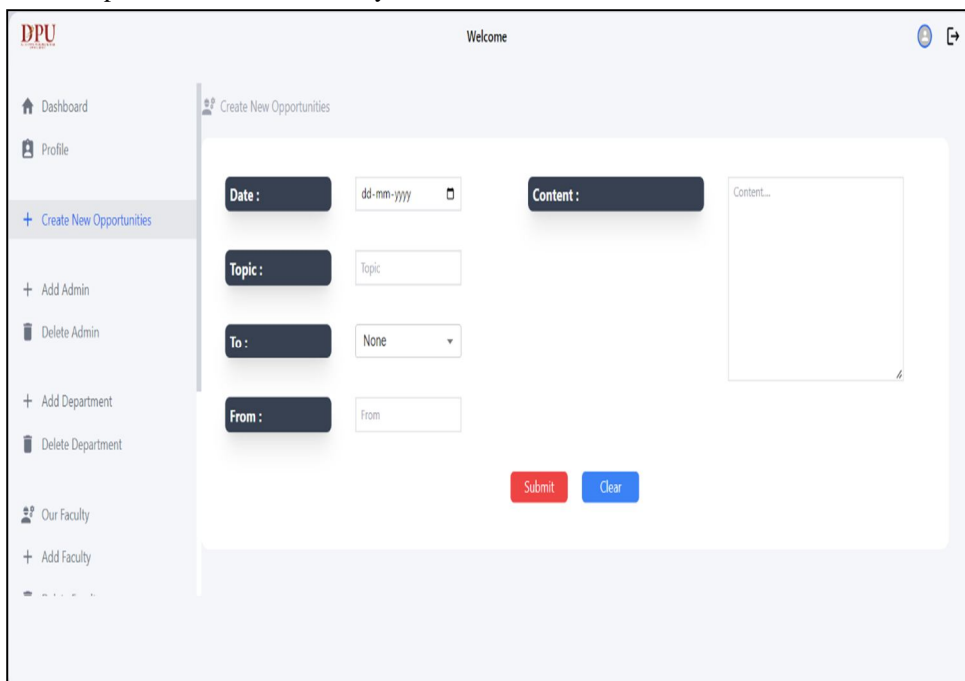 DPU
Welcome
Dashboard
Profile
Create New Opportunities
Add Admin
Delete Admin
Add Department
Delete Department
Our Faculty
Add Faculty
Create New Opportunities
Date :
dd-mm-yyyy
Topic :
Topic
To :
None
From :
From
Content :
Content...
Submit
Clear